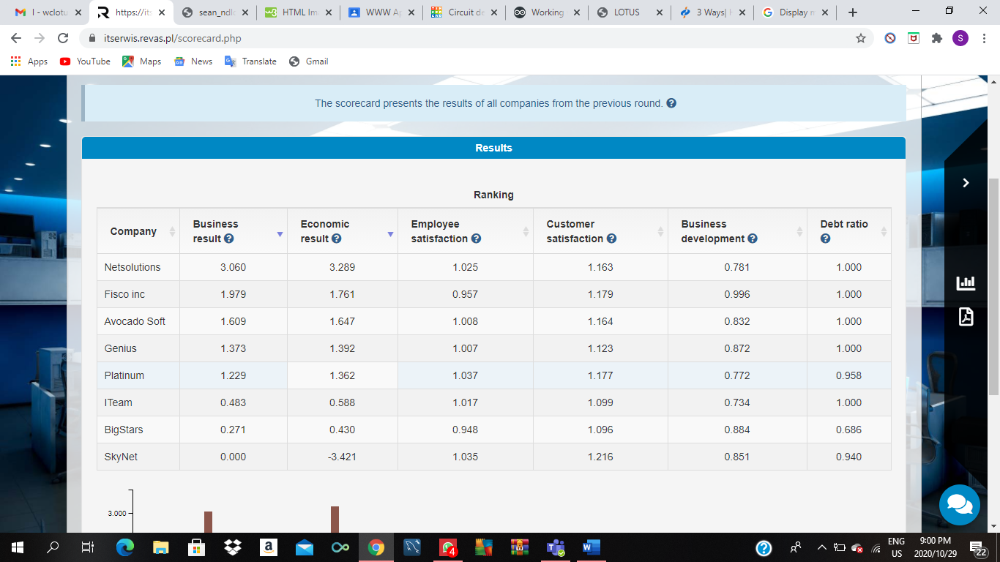 I - wclotu
https://its
sean_ndlo
HTML Im
WWW Ap
Circuit de
Working
LOTUS
3 Ways| H
Display m
itserwis.revas.pl/scorecard.php
S
Apps
YouTube
Maps
News
Translate
Gmail
The scorecard presents the results of all companies from the previous round. ?
Results
Ranking
Company Business result ? Economic result ? Employee satisfaction ? Customer satisfaction ? Business development ? Debt ratio ?
Netsolutions 3.060 3.289 1.025 1.163 0.781 1.000
Fisco inc 1.979 1.761 0.957 1.179 0.996 1.000
Avocado Soft 1.609 1.647 1.008 1.164 0.832 1.000
Genius 1.373 1.392 1.007 1.123 0.872 1.000
Platinum 1.229 1.362 1.037 1.177 0.772 0.958
ITeam 0.483 0.588 1.017 1.099 0.734 1.000
BigStars 0.271 0.430 0.948 1.096 0.884 0.686
SkyNet 0.000 -3.421 1.035 1.216 0.851 0.940
3.000
4
ENG
US
9:00 PM
2020/10/29
22